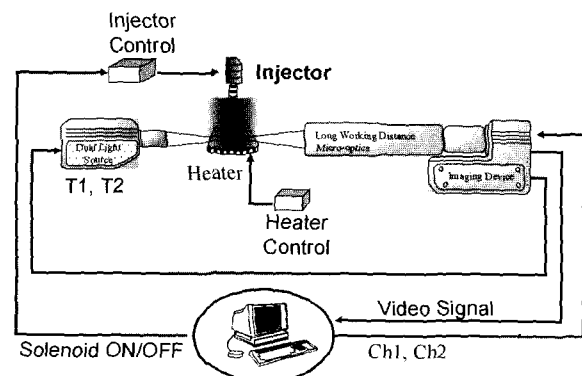 Injector
Control
Injector
Dual Light
Source
T1, T2
Heater
Long Working Distance
Micro-optics
Imaging Device
Heater
Control
Video Signal
Solenoid ON/OFF
Ch1, Ch2